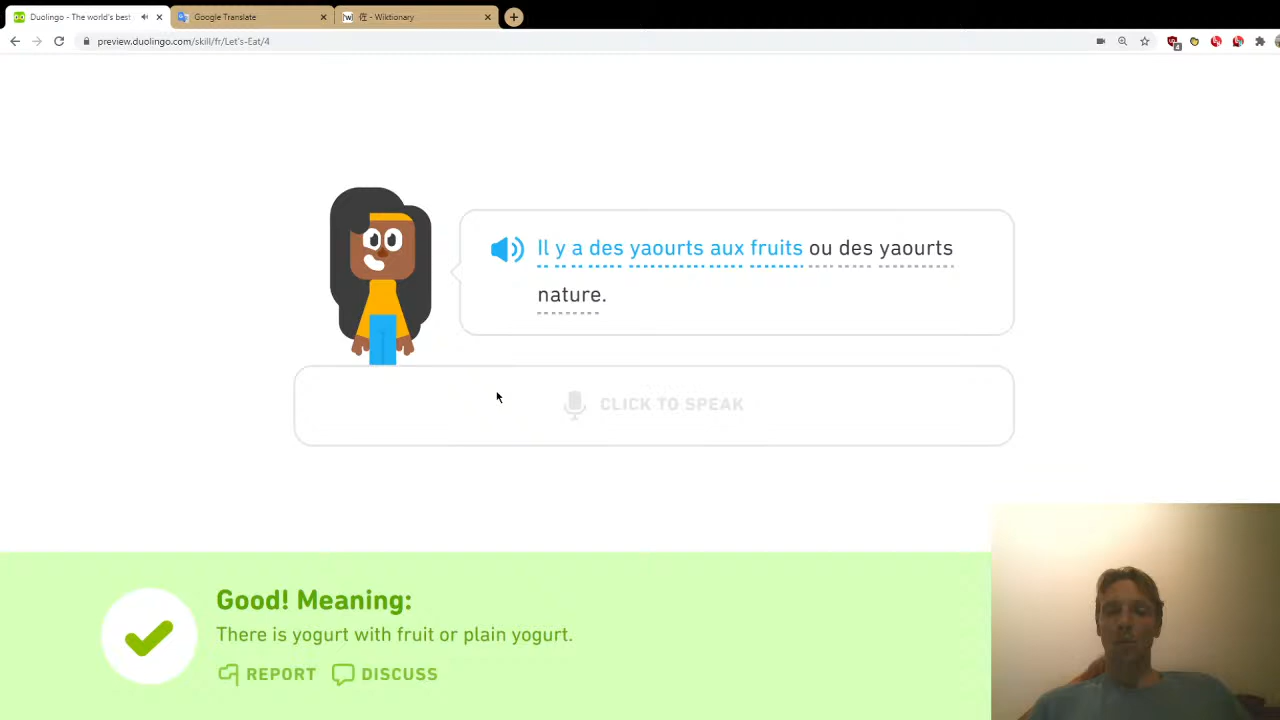 Duolingo - The world's best
Google Translate
佐 - Wiktionary
preview.duolingo.com/skill/fr/Let's-Eat/4
Il y a des yaourts aux fruits ou des yaourts
nature.
CLICK TO SPEAK
Good! Meaning:
There is yogurt with fruit or plain yogurt.
REPORT DISCUSS